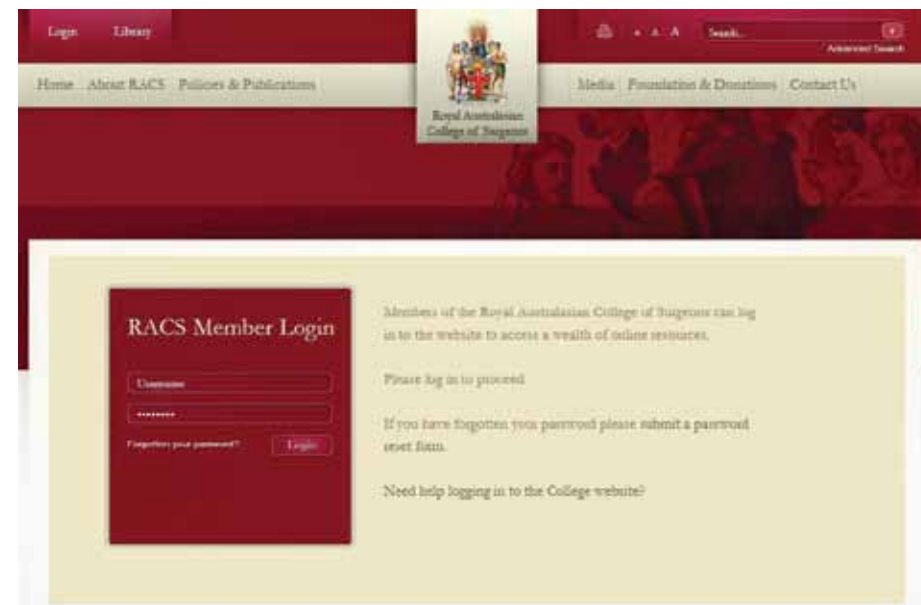 Login Library
A A A Search...
Advanced Search
Home About RACS Policies & Publications
Media Foundation & Donations Contact Us
Royal Australasian
College of Surgeons
RACS Member Login
Username
••••••••
Forgotten your password? Login
Members of the Royal Australasian College of Surgeons can log
in to the website to access a wealth of online resources.
Please log in to proceed
If you have forgotten your password please submit a password
reset form.
Need help logging in to the College website?